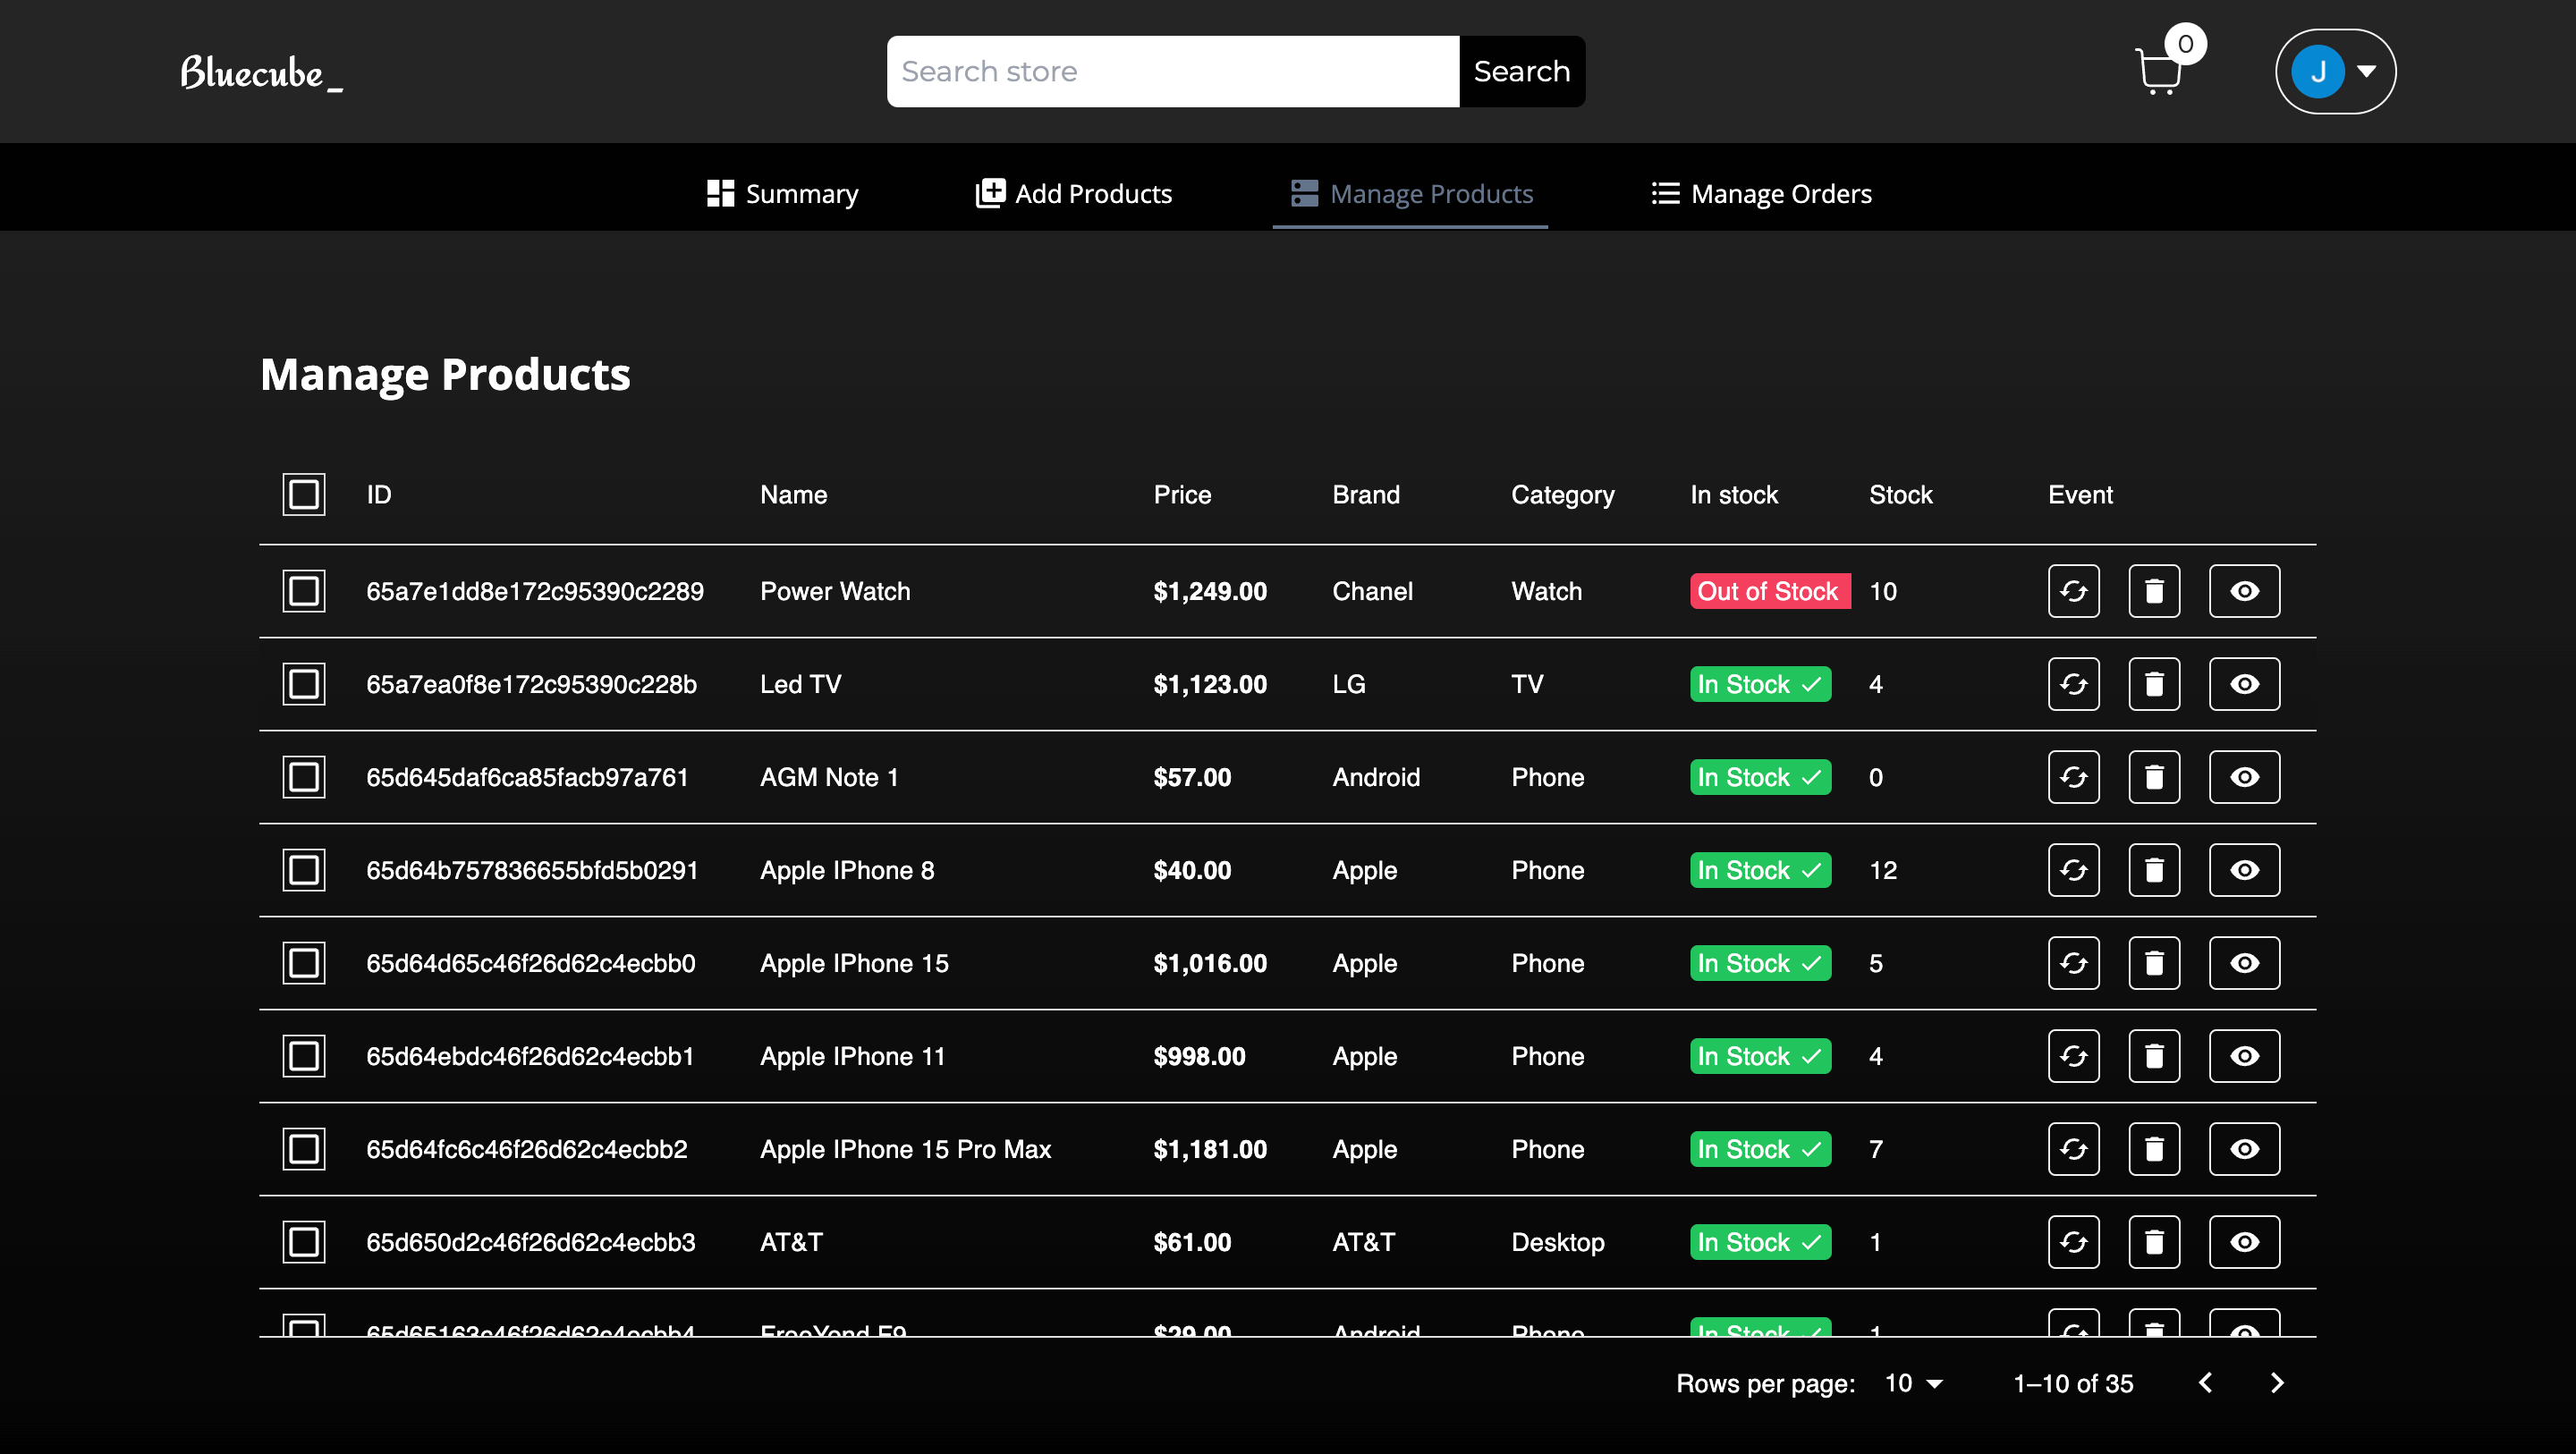 Bluecube_
Search store
Search
0
J
Summary
Add Products
Manage Products
Manage Orders
Manage Products
ID Name Price Brand Category In stock Stock Event
65a7e1dd8e172c95390c2289 Power Watch $1,249.00 Chanel Watch Out of Stock 10
65a7ea0f8e172c95390c228b Led TV $1,123.00 LG TV In Stock 4
65d645daf6ca85facb97a761 AGM Note 1 $57.00 Android Phone In Stock 0
65d64b757836655bfd5b0291 Apple IPhone 8 $40.00 Apple Phone In Stock 12
65d64d65c46f26d62c4ecbb0 Apple IPhone 15 $1,016.00 Apple Phone In Stock 5
65d64ebdc46f26d62c4ecbb1 Apple IPhone 11 $998.00 Apple Phone In Stock 4
65d64fc6c46f26d62c4ecbb2 Apple IPhone 15 Pro Max $1,181.00 Apple Phone In Stock 7
65d650d2c46f26d62c4ecbb3 AT&T $61.00 AT&T Desktop In Stock 1
65d65163c46f26d62c4ecbb4 FreeYond F9 $29.00 Android Phone In Stock 1
Rows per page: 10 1–10 of 35